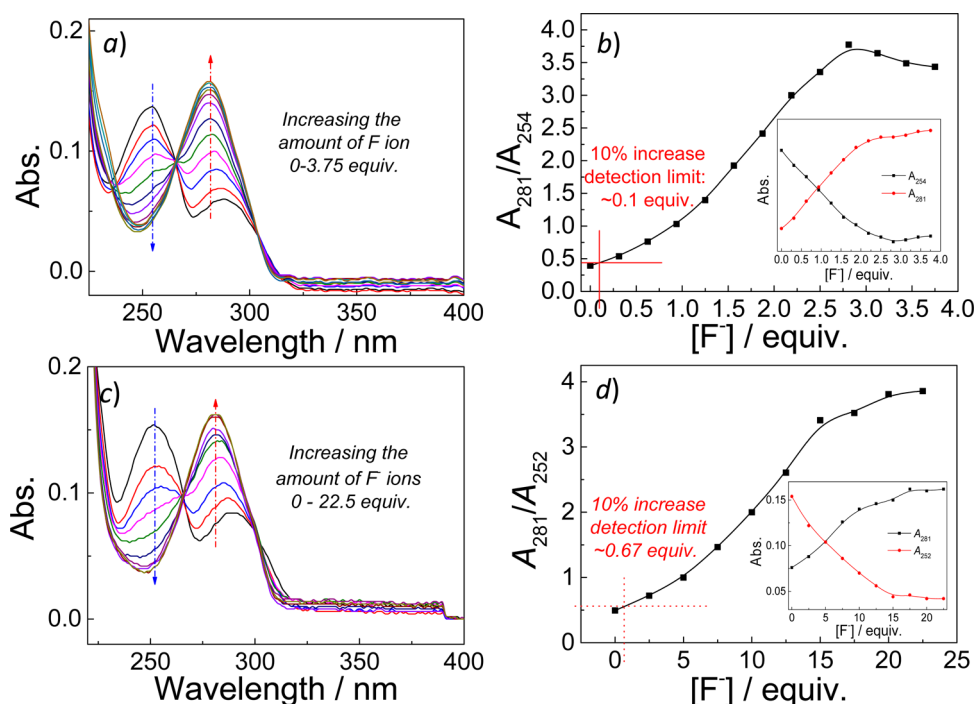 a)
0.2
0.1
0.0
Abs.
Increasing the
amount of F ion
0-3.75 equiv.
250 300 350 400
Wavelength / nm
b)
4.0
3.5
3.0
2.5
2.0
1.5
1.0
0.5
0.0
A281/A254
10% increase
detection limit:
~0.1 equiv.
Abs.
A254
A281
0.0 0.5 1.0 1.5 2.0 2.5 3.0 3.5 4.0
[F-] / equiv.
0.0 0.5 1.0 1.5 2.0 2.5 3.0 3.5 4.0
[F-] / equiv.
c)
0.2
0.1
0.0
Abs.
Increasing the
amount of F ions
0 - 22.5 equiv.
250 300 350 400
Wavelength / nm
d)
4
3
2
1
0
A281/A252
10% increase
detection limit
~0.67 equiv.
0.15
0.10
0.05
Abs.
A281
A252
0 5 10 15 20
[F-] / equiv.
0 5 10 15 20 25
[F-] / equiv.